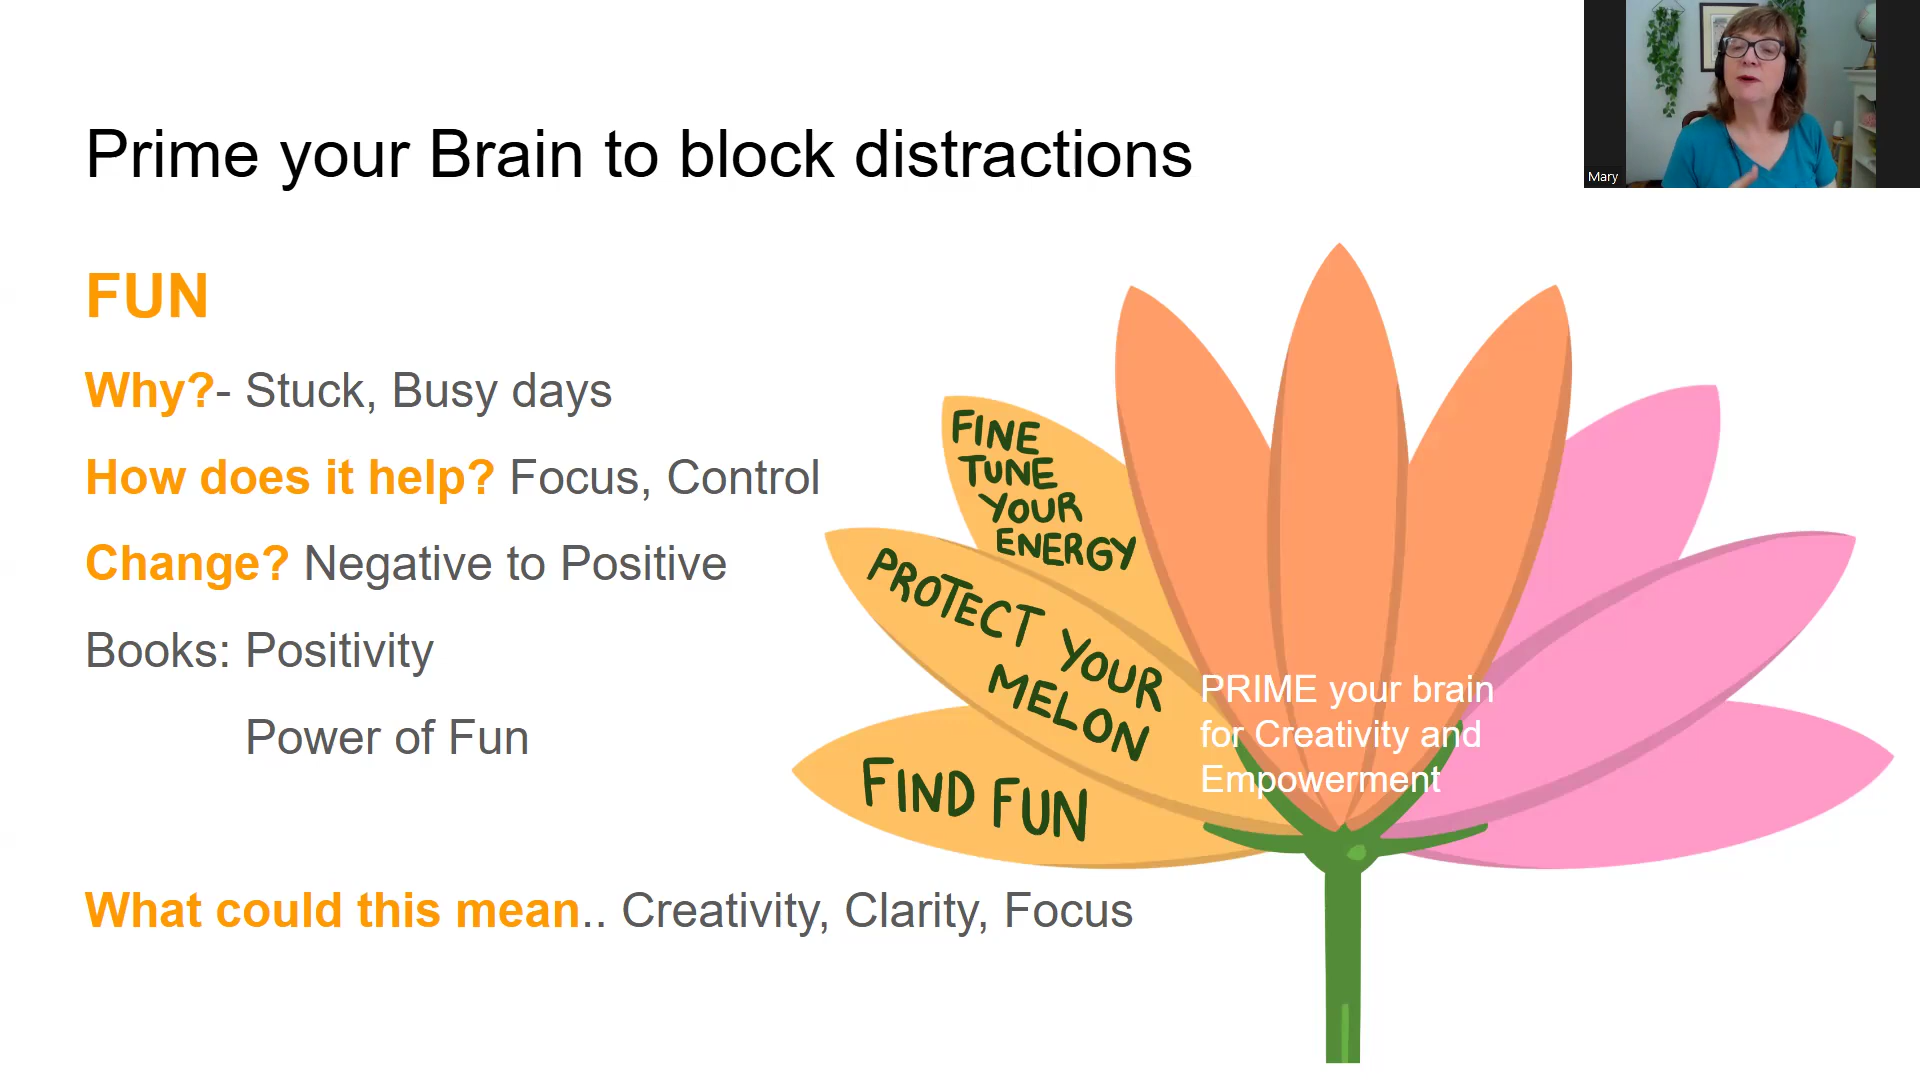 Mary
Prime your Brain to block distractions
FUN
Why?- Stuck, Busy days
How does it help? Focus, Control
Change? Negative to Positive
Books: Positivity
Power of Fun
What could this mean.. Creativity, Clarity, Focus
FINE
TUNE
YOUR
ENERGY
PROTECT YOUR
MELON
FIND FUN
PRIME your brain
for Creativity and
Empowerment